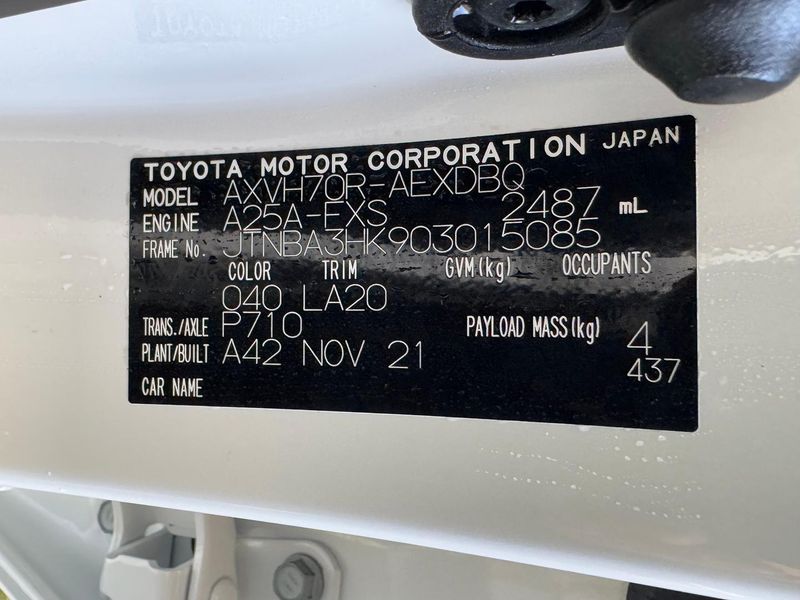 TOYOTA MOTOR CORPORATION JAPAN
MODEL AXVH70R-AEXDBQ
ENGINE A25A-FXS 2487 mL
FRAME No. JTNBA3HK903015085
COLOR TRIM GVM(kg) OCCUPANTS
040 LA20
TRANS./AXLE P710 PAYLOAD MASS(kg) 4
PLANT/BUILT A42 NOV 21 437
CAR NAME